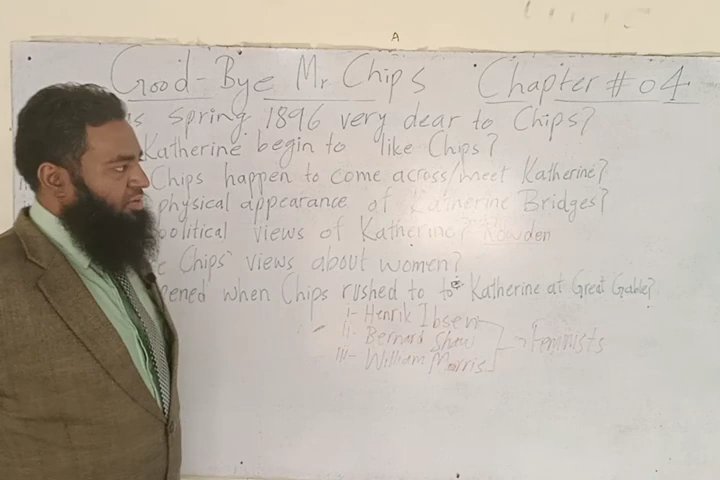 A
Good-Bye Mr Chips Chapter # 04
s spring 1896 very dear to Chips?
Katherine begin to like Chips?
Chips happen to come across/meet Katherine?
physical appearance of Katherine Bridges?
political views of Katherine? Rowden
e Chips' views about women?
pened when Chips rushed to to Katherine at Great Gable?
i- Henrik Ibsen
ii- Bernard Shaw
iii- William Morris
Feminists